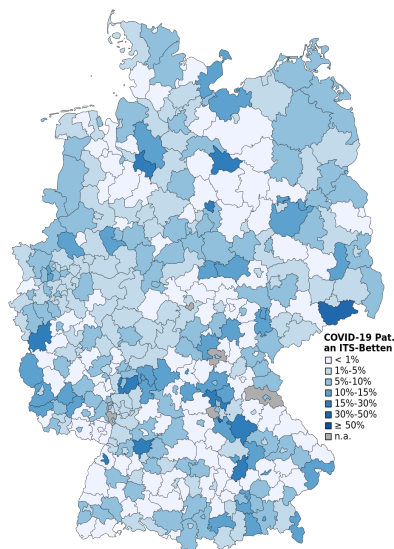 COVID-19 Pat.
an ITS-Betten
< 1%
1%-5%
5%-10%
10%-15%
15%-30%
30%-50%
≥ 50%
n.a.